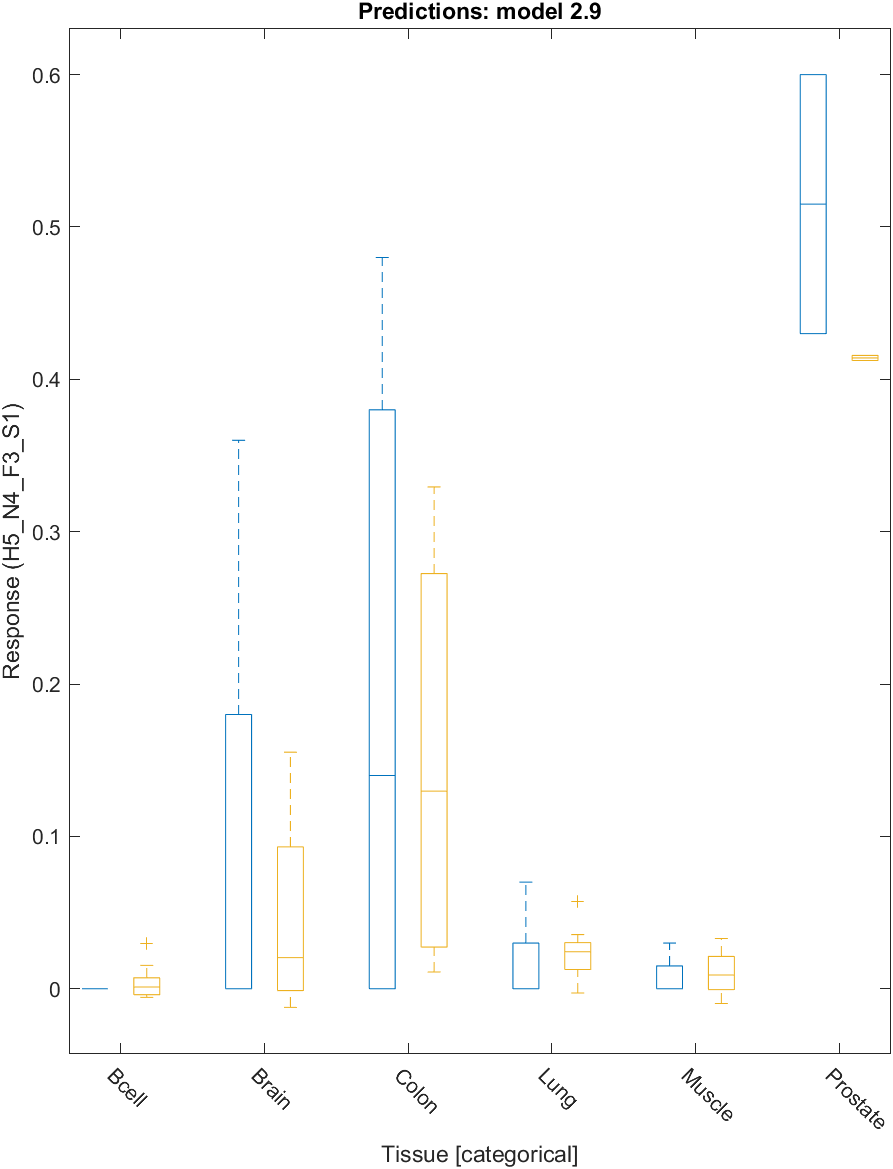 Predictions: model 2.9
0.6
0.5
0.4
0.3
0.2
0.1
0
Response (H5_N4_F3_S1)
Bcell
Brain
Colon
Lung
Muscle
Prostate
Tissue [categorical]